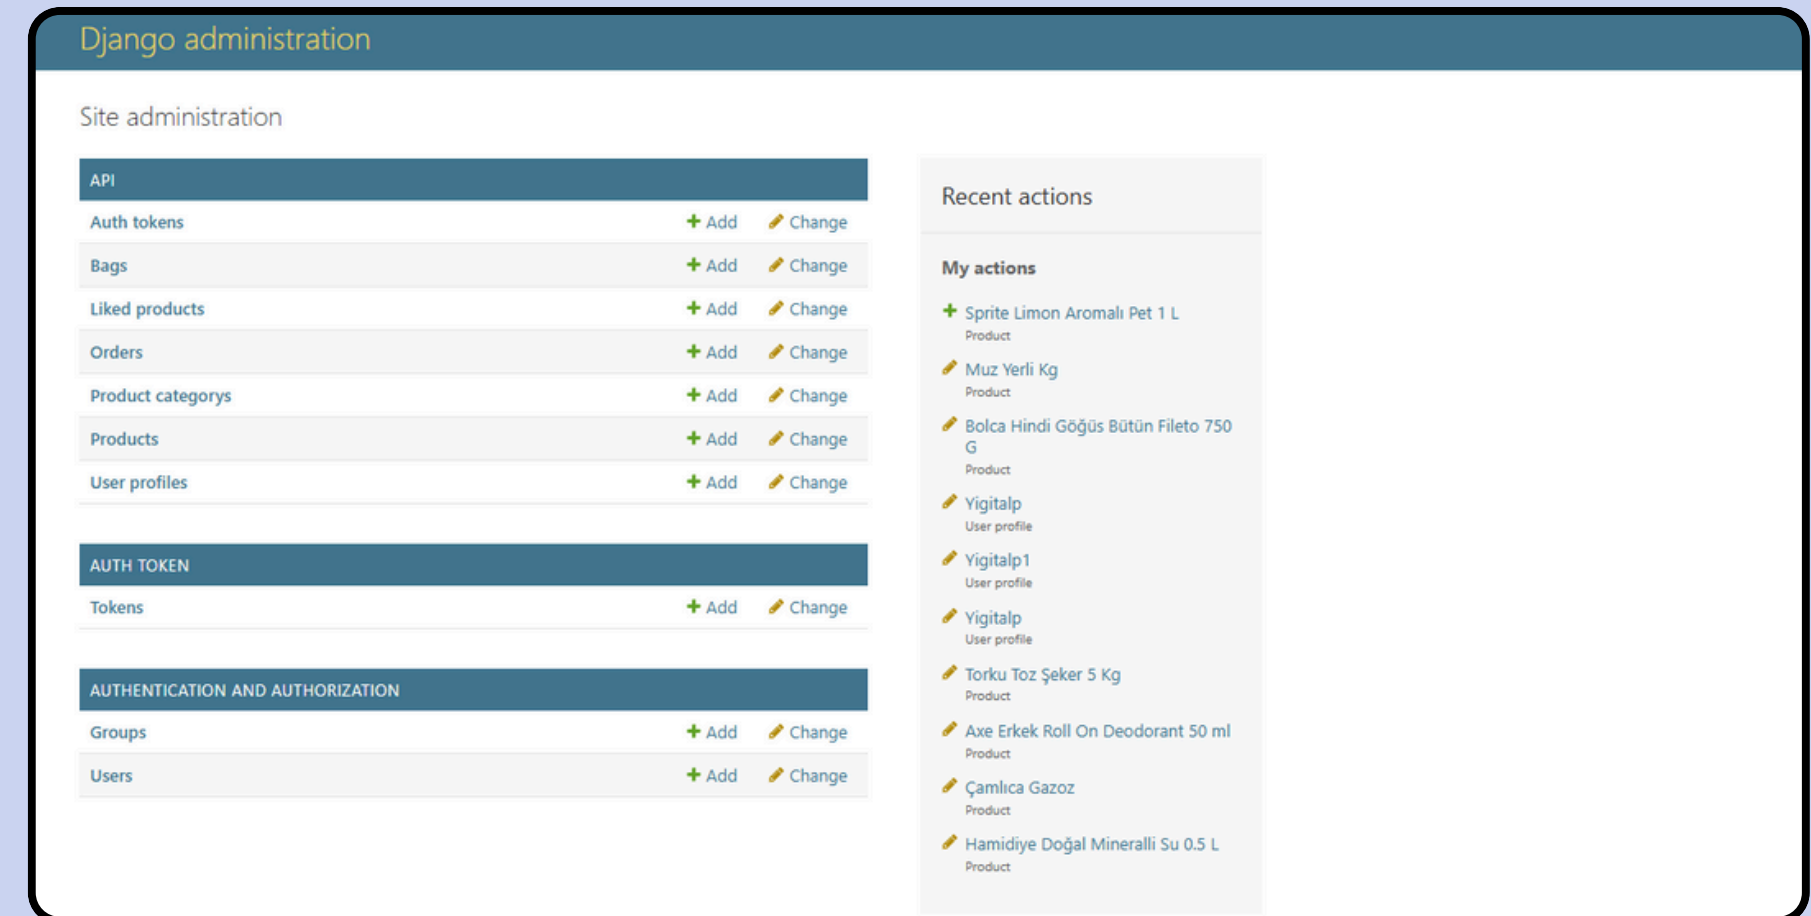 Django administration
Site administration
API
Auth tokens Add Change
Bags Add Change
Liked products Add Change
Orders Add Change
Product categorys Add Change
Products Add Change
User profiles Add Change
AUTH TOKEN
Tokens Add Change
AUTHENTICATION AND AUTHORIZATION
Groups Add Change
Users Add Change
Recent actions
My actions
Sprite Limon Aromalı Pet 1 L
Product
Muz Yerli Kg
Product
Bolca Hindi Göğüs Bütün Fileto 750
G
Product
Yigitalp
User profile
Yigitalp1
User profile
Yigitalp
User profile
Torku Toz Şeker 5 Kg
Product
Axe Erkek Roll On Deodorant 50 ml
Product
Çamlıca Gazoz
Product
Hamidiye Doğal Mineralli Su 0.5 L
Product